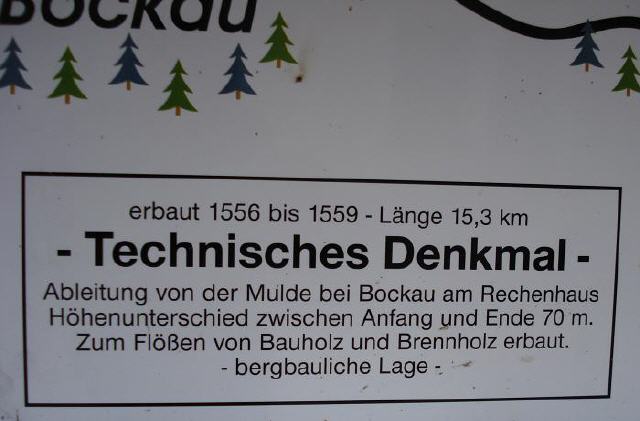 Bockau
erbaut 1556 bis 1559 - Länge 15,3 km
- Technisches Denkmal -
Ableitung von der Mulde bei Bockau am Rechenhaus
Höhenunterschied zwischen Anfang und Ende 70 m.
Zum Flößen von Bauholz und Brennholz erbaut.
- bergbauliche Lage -